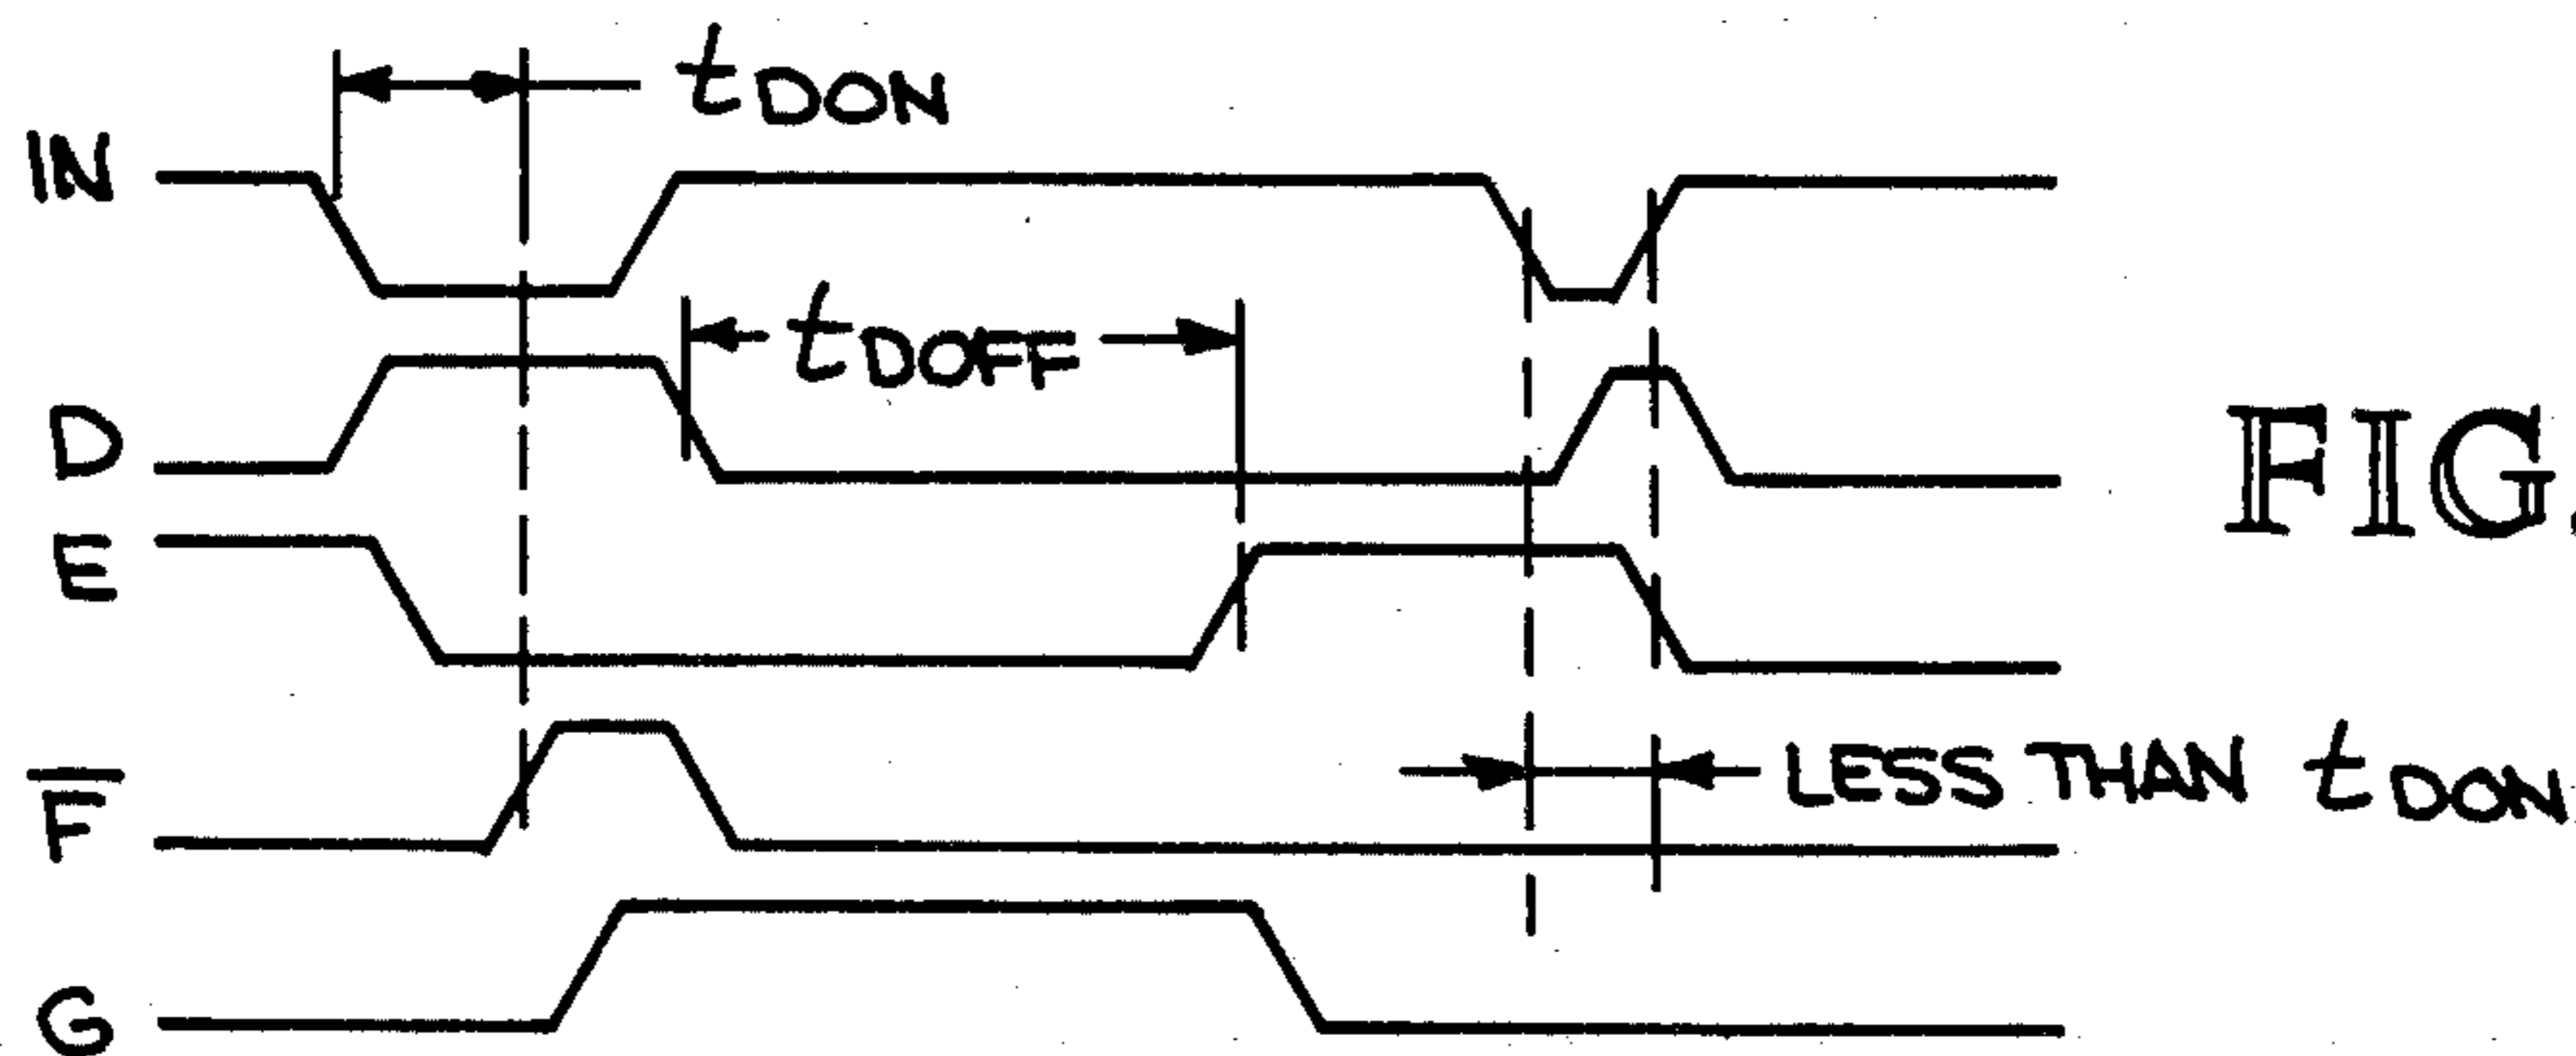 tDON
IN
tDOFF
D
FIG.
E
F̅
LESS THAN tDON
G